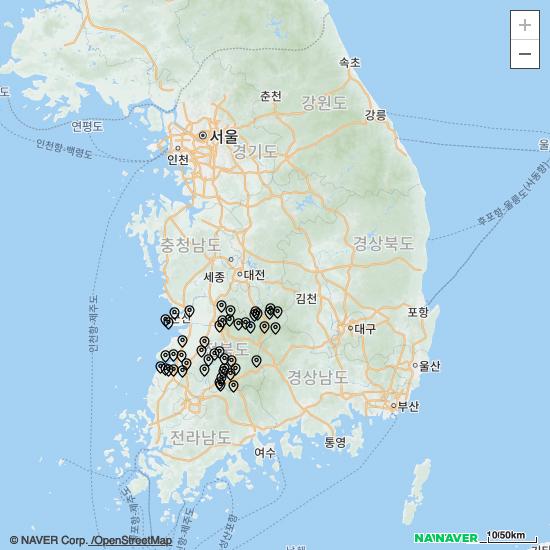 +
−
속초
도
춘천
강원도
강릉
연평도
서울
울
인천항-백령도
인천
경기도
후포항-울릉도(사동항)
충청남도
경상북도
세종
대전
인천항-제주도
김천
포항
대구
북도
울산
경상남도
부산
전라남도
여수
통영
© NAVER Corp. /OpenStreetMap
NAVER
10/50km